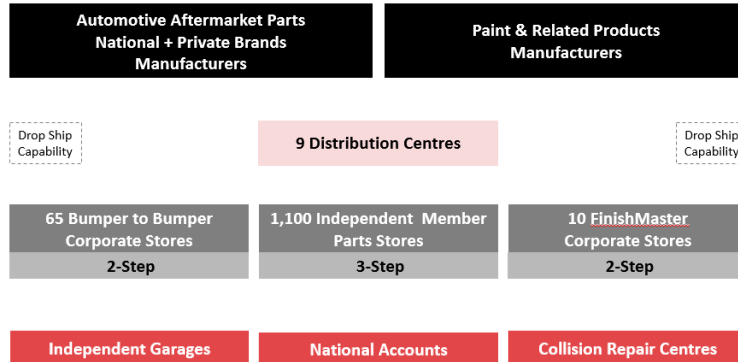 Automotive Aftermarket Parts
National + Private Brands
Manufacturers
Paint & Related Products
Manufacturers
Drop Ship
Capability
9 Distribution Centres
Drop Ship
Capability
65 Bumper to Bumper
Corporate Stores
2-Step
1,100 Independent Member
Parts Stores
3-Step
10 FinishMaster
Corporate Stores
2-Step
Independent Garages
National Accounts
Collision Repair Centres